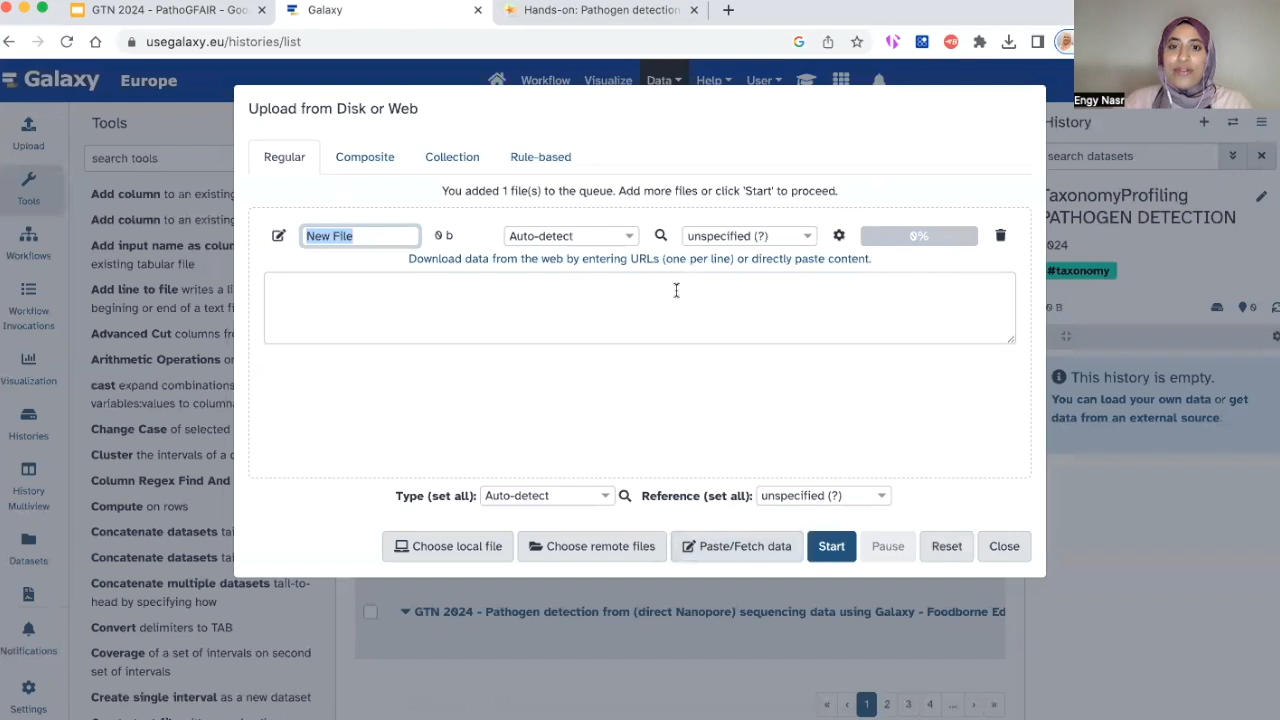 GTN 2024 - PathoGFAIR - Goo
Galaxy
Hands-on: Pathogen detection
usegalaxy.eu/histories/list
Galaxy Europe
Workflow Visualize Data Help User
Engy Nasr
Upload
Tools
Workflows
Workflow
Invocations
Visualization
Histories
History
Multiview
Datasets
Notifications
Settings
Tools
search tools
Add column to an existing
Add column to an existing
Add input name as colum
existing tabular file
Add line to file writes a li
begining or end of a text fi
Advanced Cut columns fr
Arithmetic Operations on
cast expand combinations
variables:values to column
Change Case of selected
Cluster the intervals of a d
Column Regex Find And
Compute on rows
Concatenate datasets tai
Concatenate datasets tai
Concatenate multiple datasets tail-to-
head by specifying how
Convert delimiters to TAB
Coverage of a set of intervals on second
set of intervals
Create single interval as a new dataset
Upload from Disk or Web
Regular Composite Collection Rule-based
You added 1 file(s) to the queue. Add more files or click 'Start' to proceed.
New File 0 b Auto-detect unspecified (?) 0%
Download data from the web by entering URLs (one per line) or directly paste content.
Type (set all): Auto-detect Reference (set all): unspecified (?)
Choose local file Choose remote files Paste/Fetch data Start Pause Reset Close
GTN 2024 - Pathogen detection from (direct Nanopore) sequencing data using Galaxy - Foodborne Ed
« ‹ 1 2 3 4 ... › »
History
search datasets
TaxonomyProfiling
PATHOGEN DETECTION
024
#taxonomy
0 B
0
This history is empty.
You can load your own data or get
data from an external source.